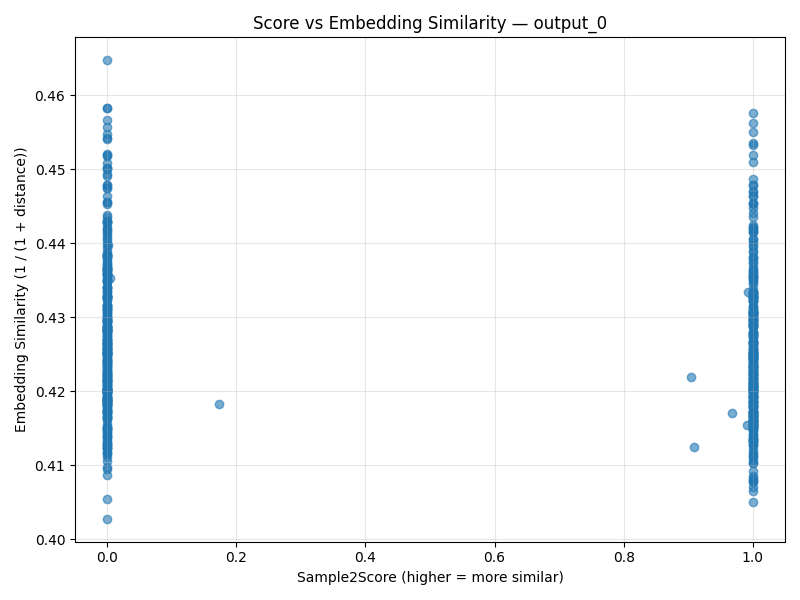 Score vs Embedding Similarity — output_0
Embedding Similarity (1 / (1 + distance))
0.46
0.45
0.44
0.43
0.42
0.41
0.40
0.0 0.2 0.4 0.6 0.8 1.0
Sample2Score (higher = more similar)